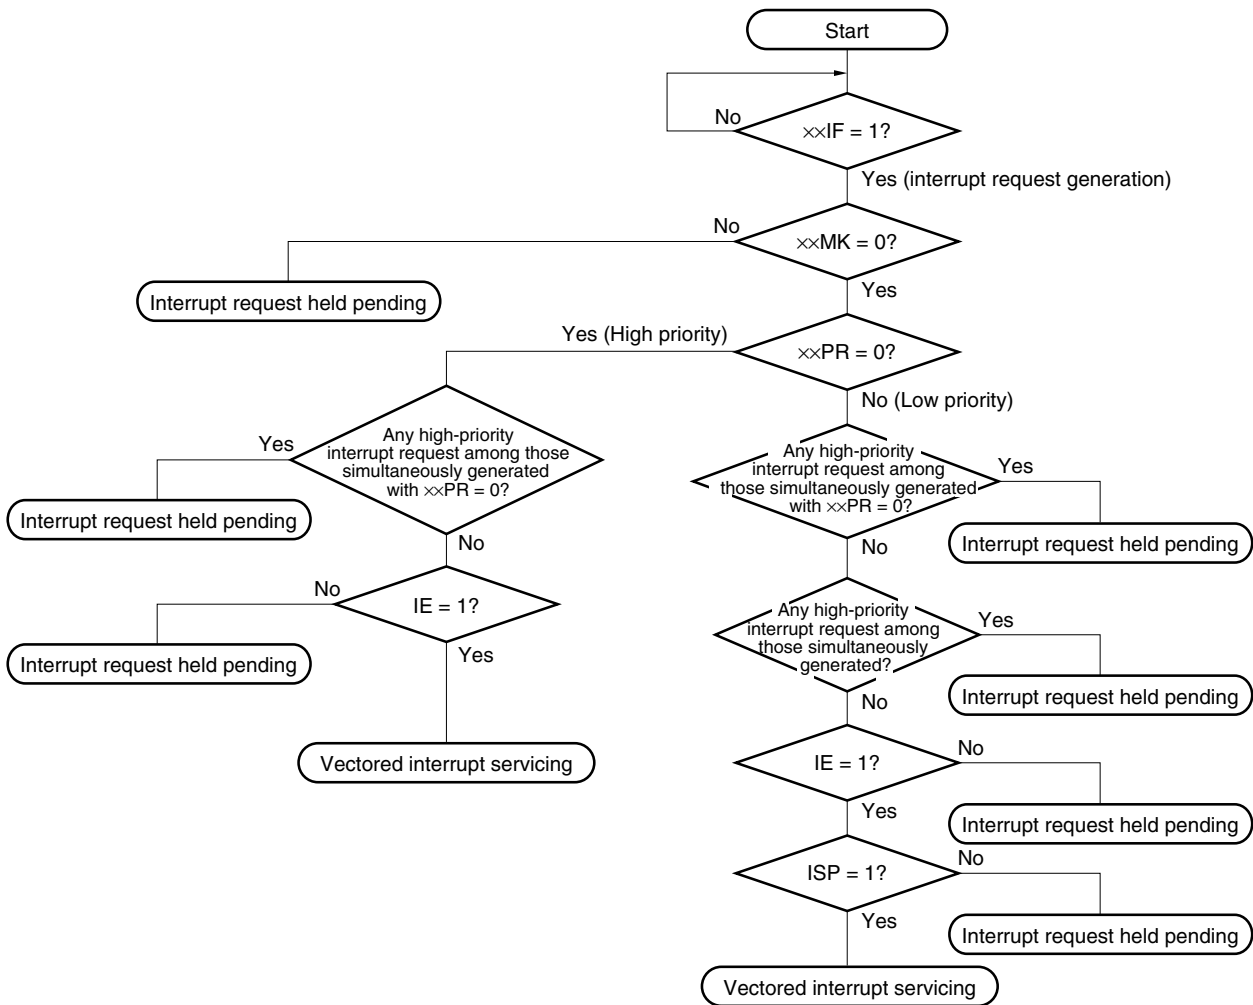 Start
No
××IF = 1?
Yes (interrupt request generation)
No
××MK = 0?
Interrupt request held pending
Yes
Yes (High priority)
××PR = 0?
No (Low priority)
Yes
Any high-priority
interrupt request among those
simultaneously generated
with ××PR = 0?
Any high-priority
interrupt request among
those simultaneously generated
with ××PR = 0?
Yes
Interrupt request held pending
No
Interrupt request held pending
No
No
IE = 1?
Any high-priority
interrupt request among
those simultaneously
generated?
Yes
Interrupt request held pending
Yes
Interrupt request held pending
No
Vectored interrupt servicing
IE = 1?
No
Yes
Interrupt request held pending
ISP = 1?
No
Yes
Interrupt request held pending
Vectored interrupt servicing